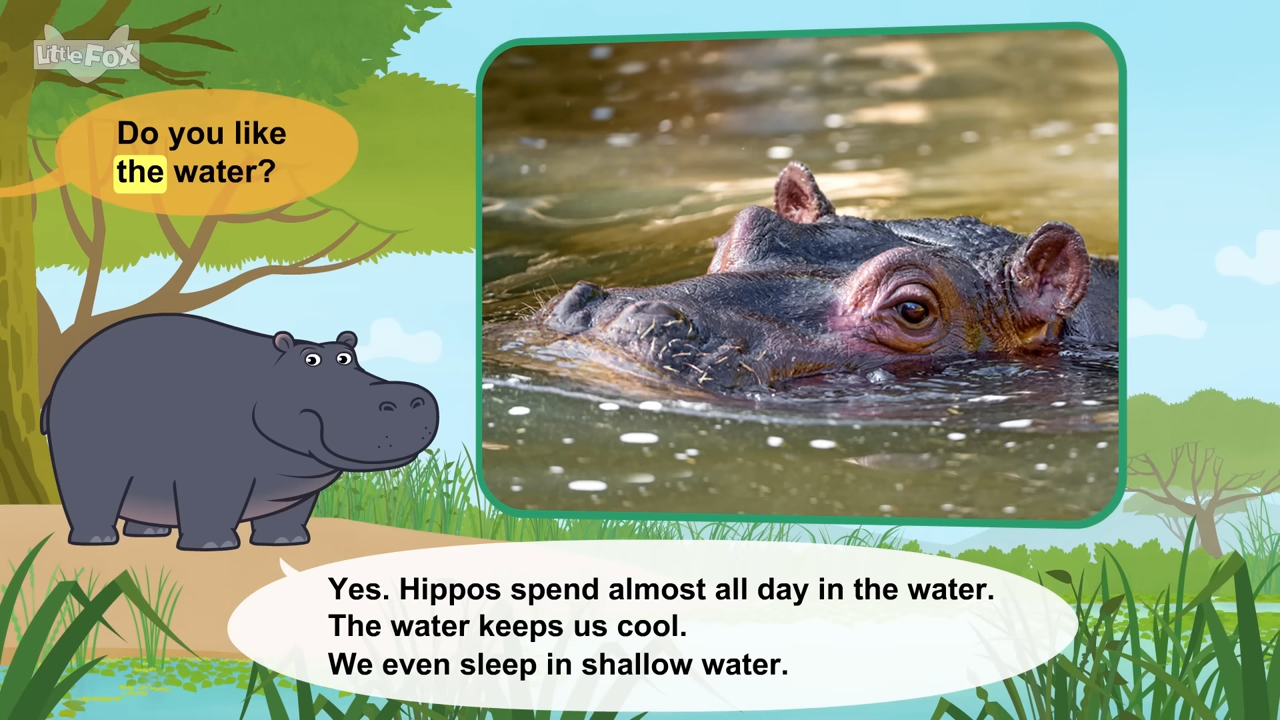 Little Fox
Do you like
the water?
Yes. Hippos spend almost all day in the water.
The water keeps us cool.
We even sleep in shallow water.